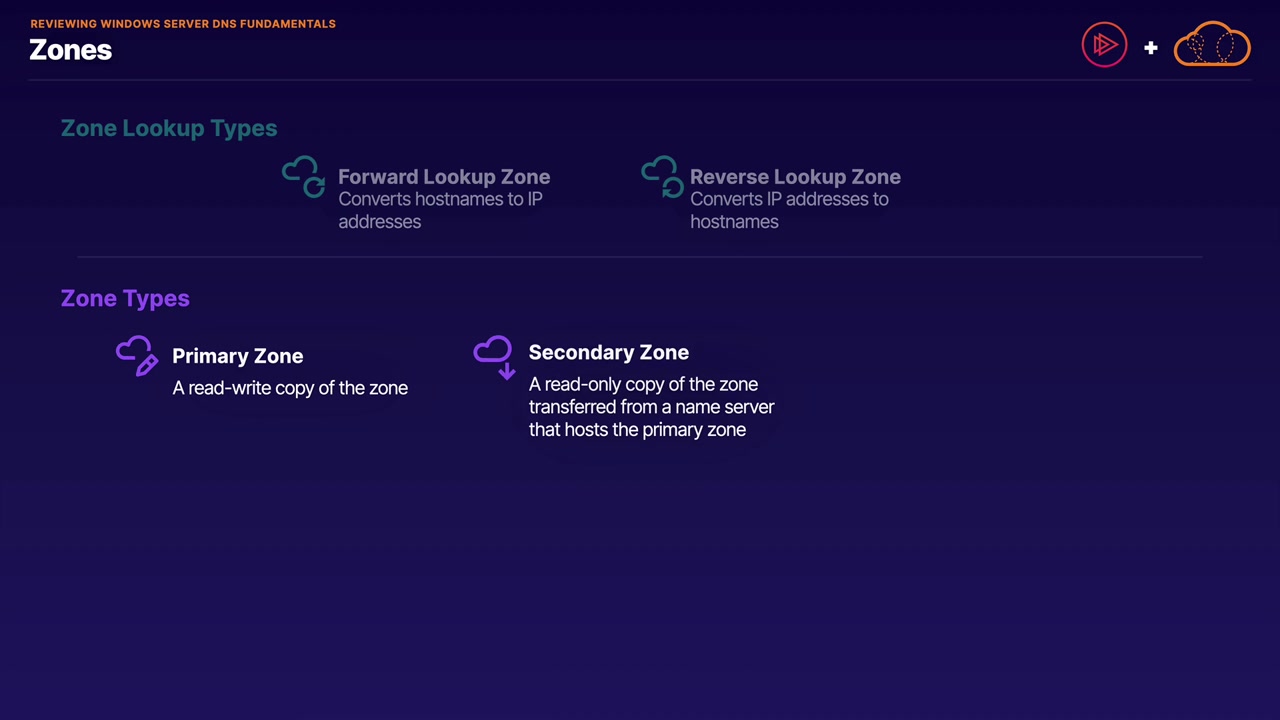 REVIEWING WINDOWS SERVER DNS FUNDAMENTALS
Zones
+
Zone Lookup Types
Forward Lookup Zone
Converts hostnames to IP
addresses
Reverse Lookup Zone
Converts IP addresses to
hostnames
Zone Types
Primary Zone
A read-write copy of the zone
Secondary Zone
A read-only copy of the zone
transferred from a name server
that hosts the primary zone